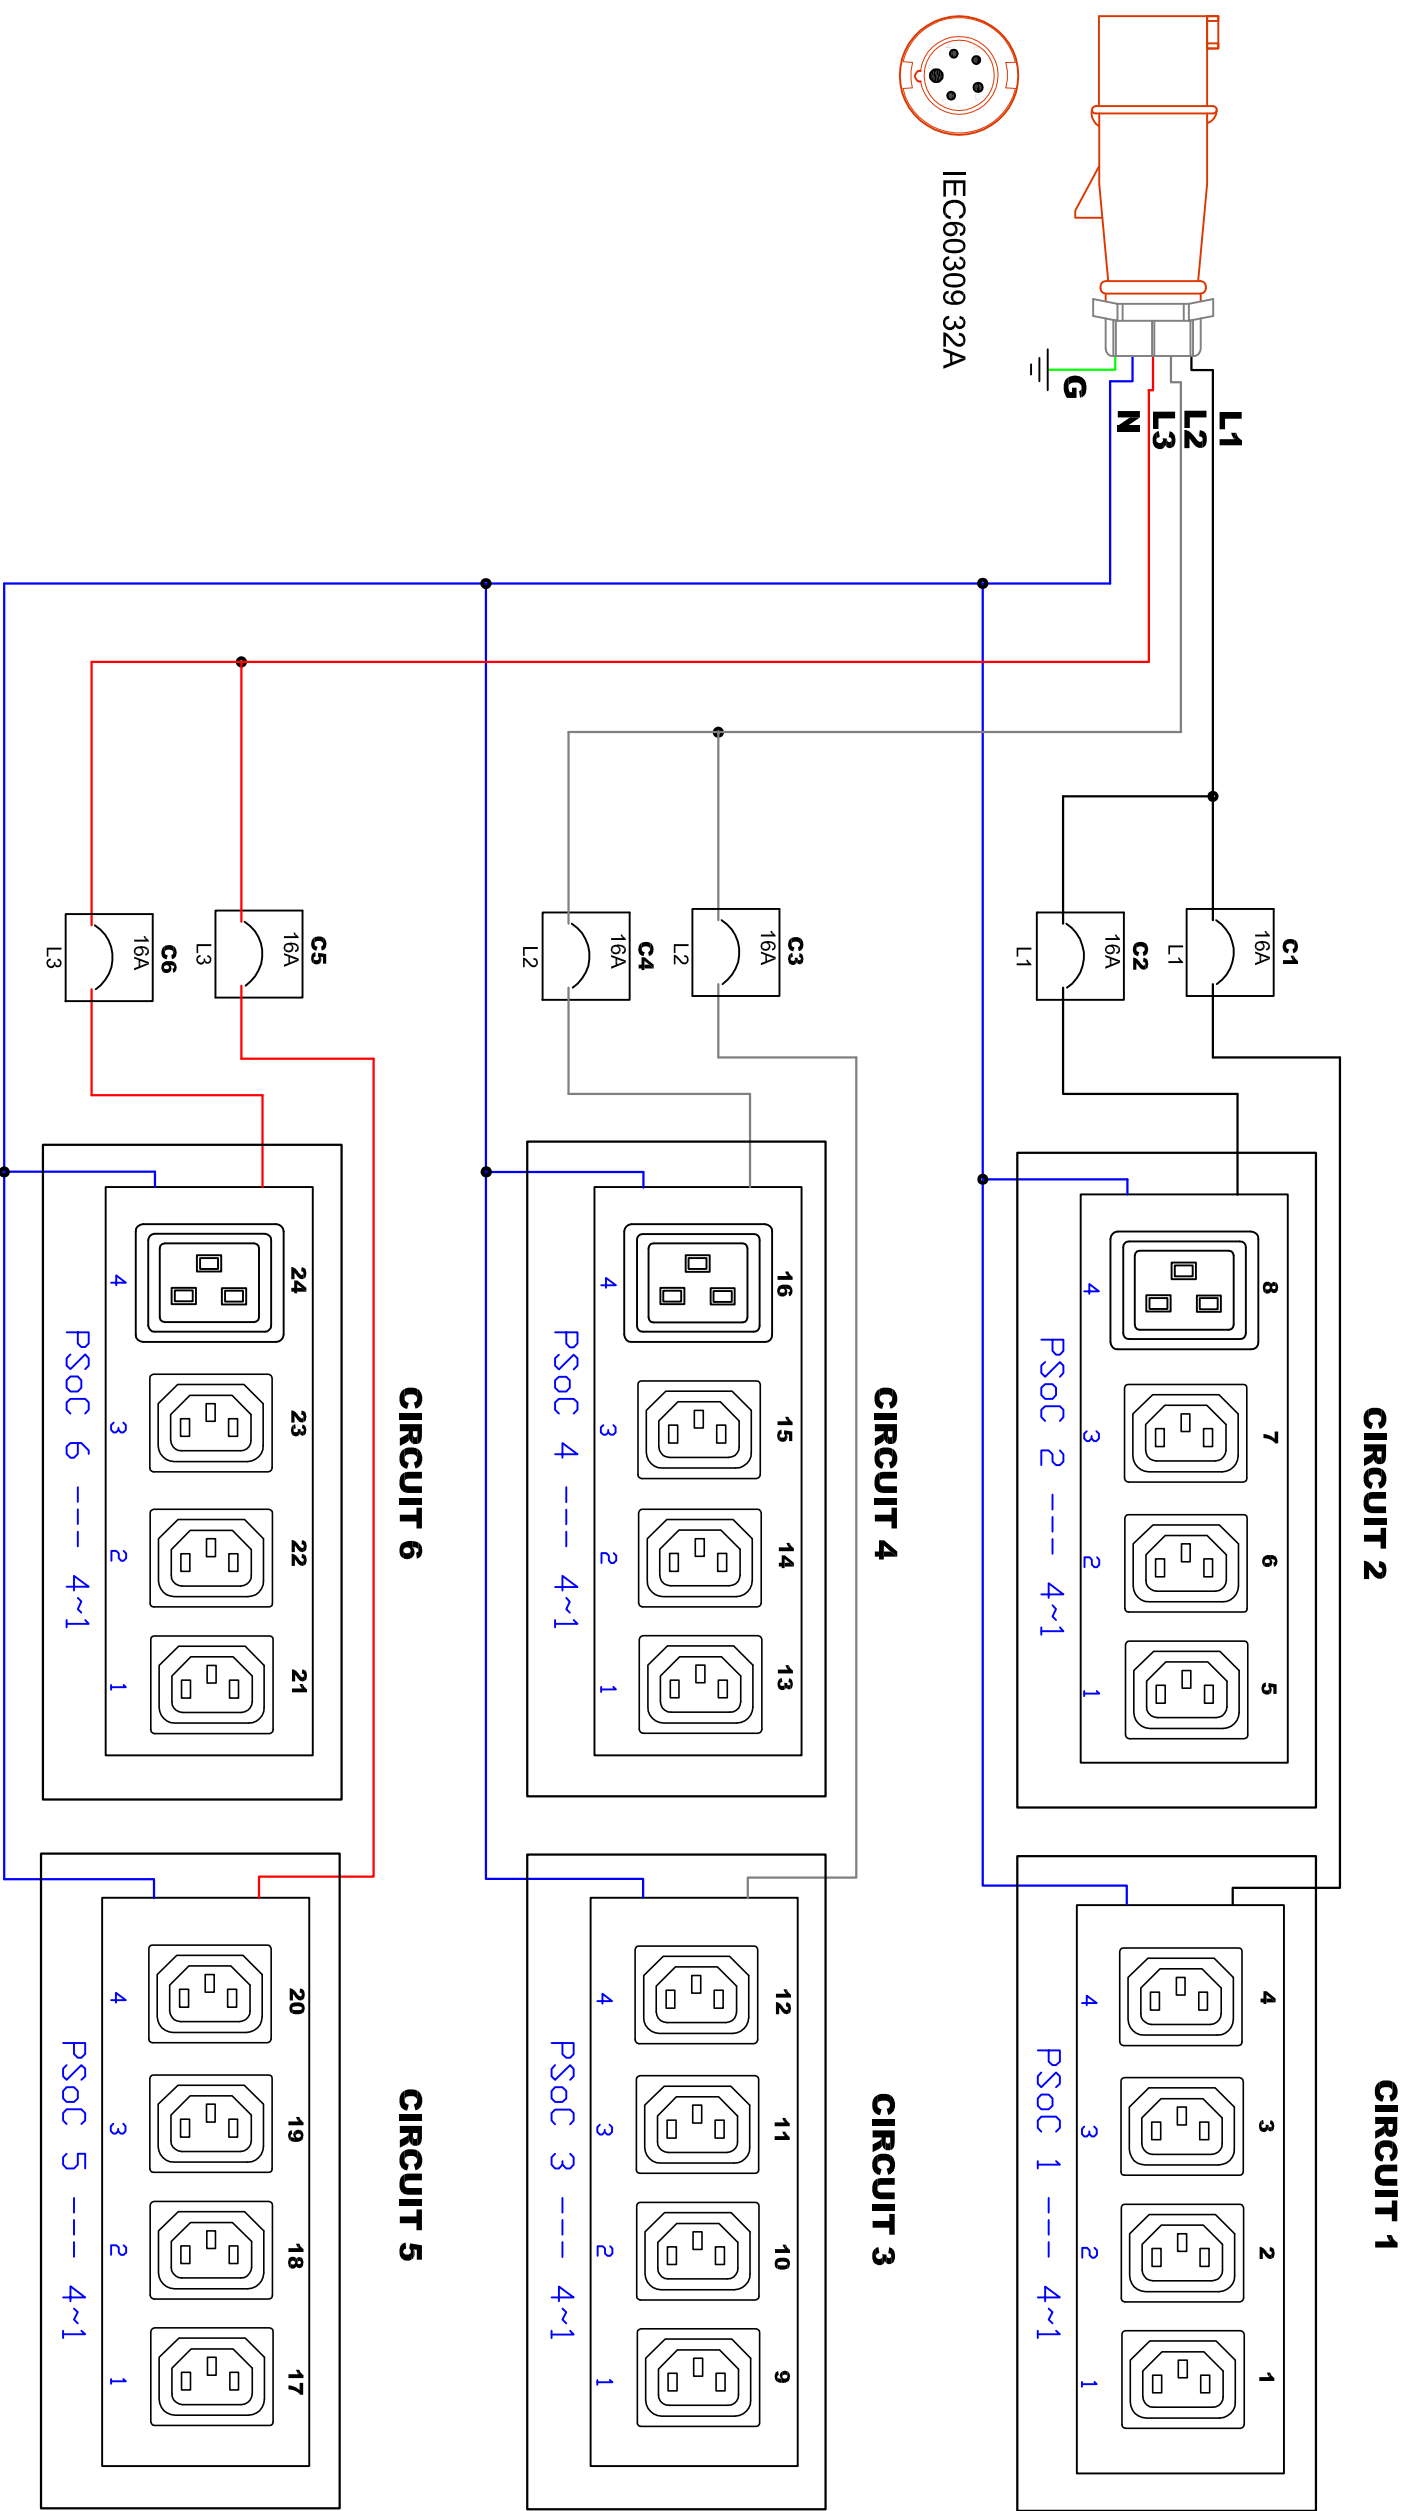 IEC60309 32A
L1
L2
L3
N
G
C1
16A
L1
C2
16A
L1
C3
16A
L2
C4
16A
L2
C5
16A
L3
C6
16A
L3
CIRCUIT 2
8 7 6 5
4 3 2 1
PSoC 2 --- 4~1
CIRCUIT 1
4 3 2 1
4 3 2 1
PSoC 1 --- 4~1
CIRCUIT 4
16 15 14 13
4 3 2 1
PSoC 4 --- 4~1
CIRCUIT 3
12 11 10 9
4 3 2 1
PSoC 3 --- 4~1
CIRCUIT 6
24 23 22 21
4 3 2 1
PSoC 6 --- 4~1
CIRCUIT 5
20 19 18 17
4 3 2 1
PSoC 5 --- 4~1